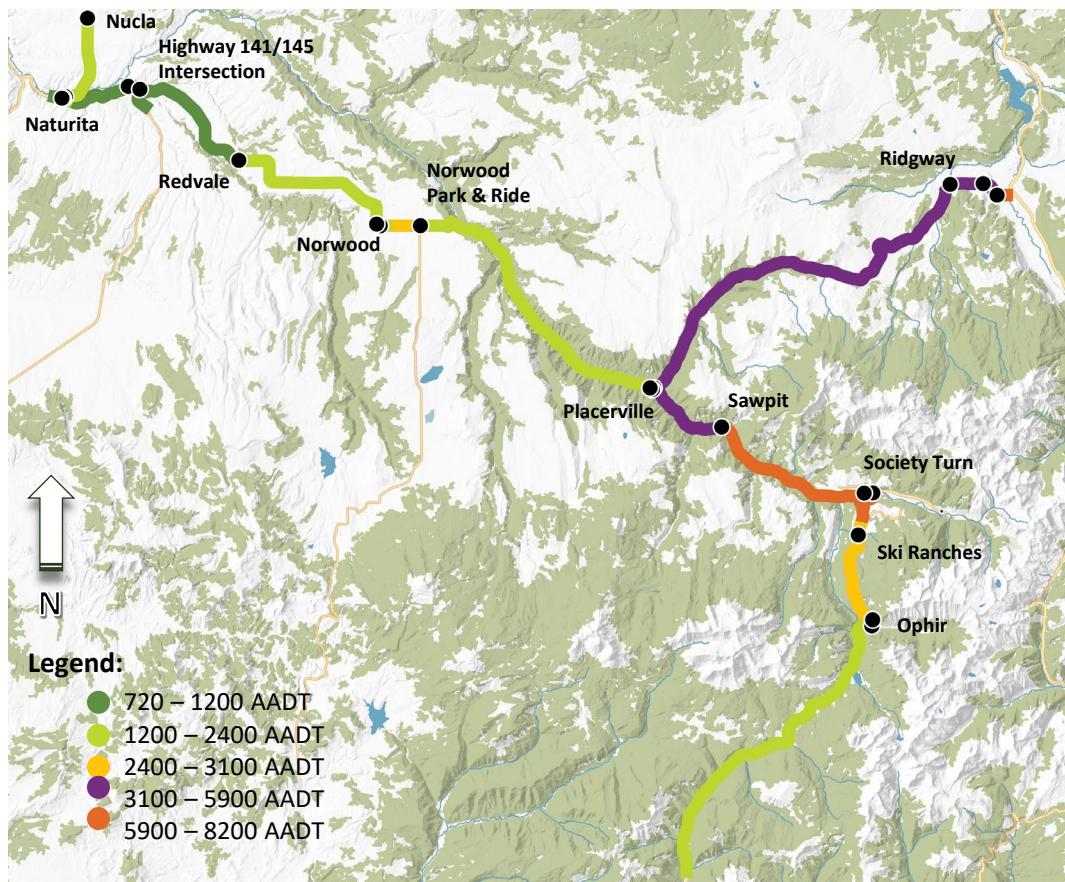 Nucla
Highway 141/145
Intersection
Naturita
Redvale
Norwood
Park & Ride
Norwood
Ridgway
Placerville
Sawpit
Society Turn
Ski Ranches
Ophir
N
Legend:
720 – 1200 AADT
1200 – 2400 AADT
2400 – 3100 AADT
3100 – 5900 AADT
5900 – 8200 AADT